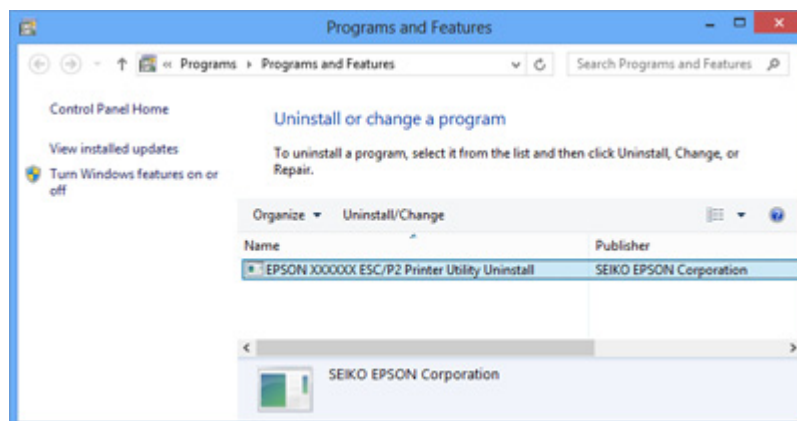 Programs and Features
« Programs › Programs and Features
Search Programs and Features
Control Panel Home
View installed updates
Turn Windows features on or
off
Uninstall or change a program
To uninstall a program, select it from the list and then click Uninstall, Change, or
Repair.
Organize
Uninstall/Change
Name
Publisher
EPSON XXXXXX ESC/P2 Printer Utility Uninstall
SEIKO EPSON Corporation
SEIKO EPSON Corporation